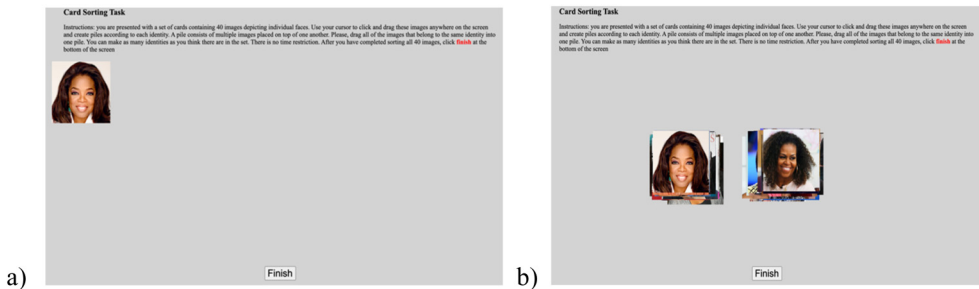 Card Sorting Task
Instructions: you are presented with a set of cards containing 40 images depicting individual faces. Use your cursor to click and drag these images anywhere on the screen
and create piles according to each identity. A pile consists of multiple images placed on top of one another. Please, drag all of the images that belong to the same identity into
one pile. You can make as many identities as you think there are in the set. There is no time restriction. After you have completed sorting all 40 images, click finish at the
bottom of the screen
Finish
a)
Card Sorting Task
Instructions: you are presented with a set of cards containing 40 images depicting individual faces. Use your cursor to click and drag these images anywhere on the screen
and create piles according to each identity. A pile consists of multiple images placed on top of one another. Please, drag all of the images that belong to the same identity into
one pile. You can make as many identities as you think there are in the set. There is no time restriction. After you have completed sorting all 40 images, click finish at the
bottom of the screen
Finish
b)